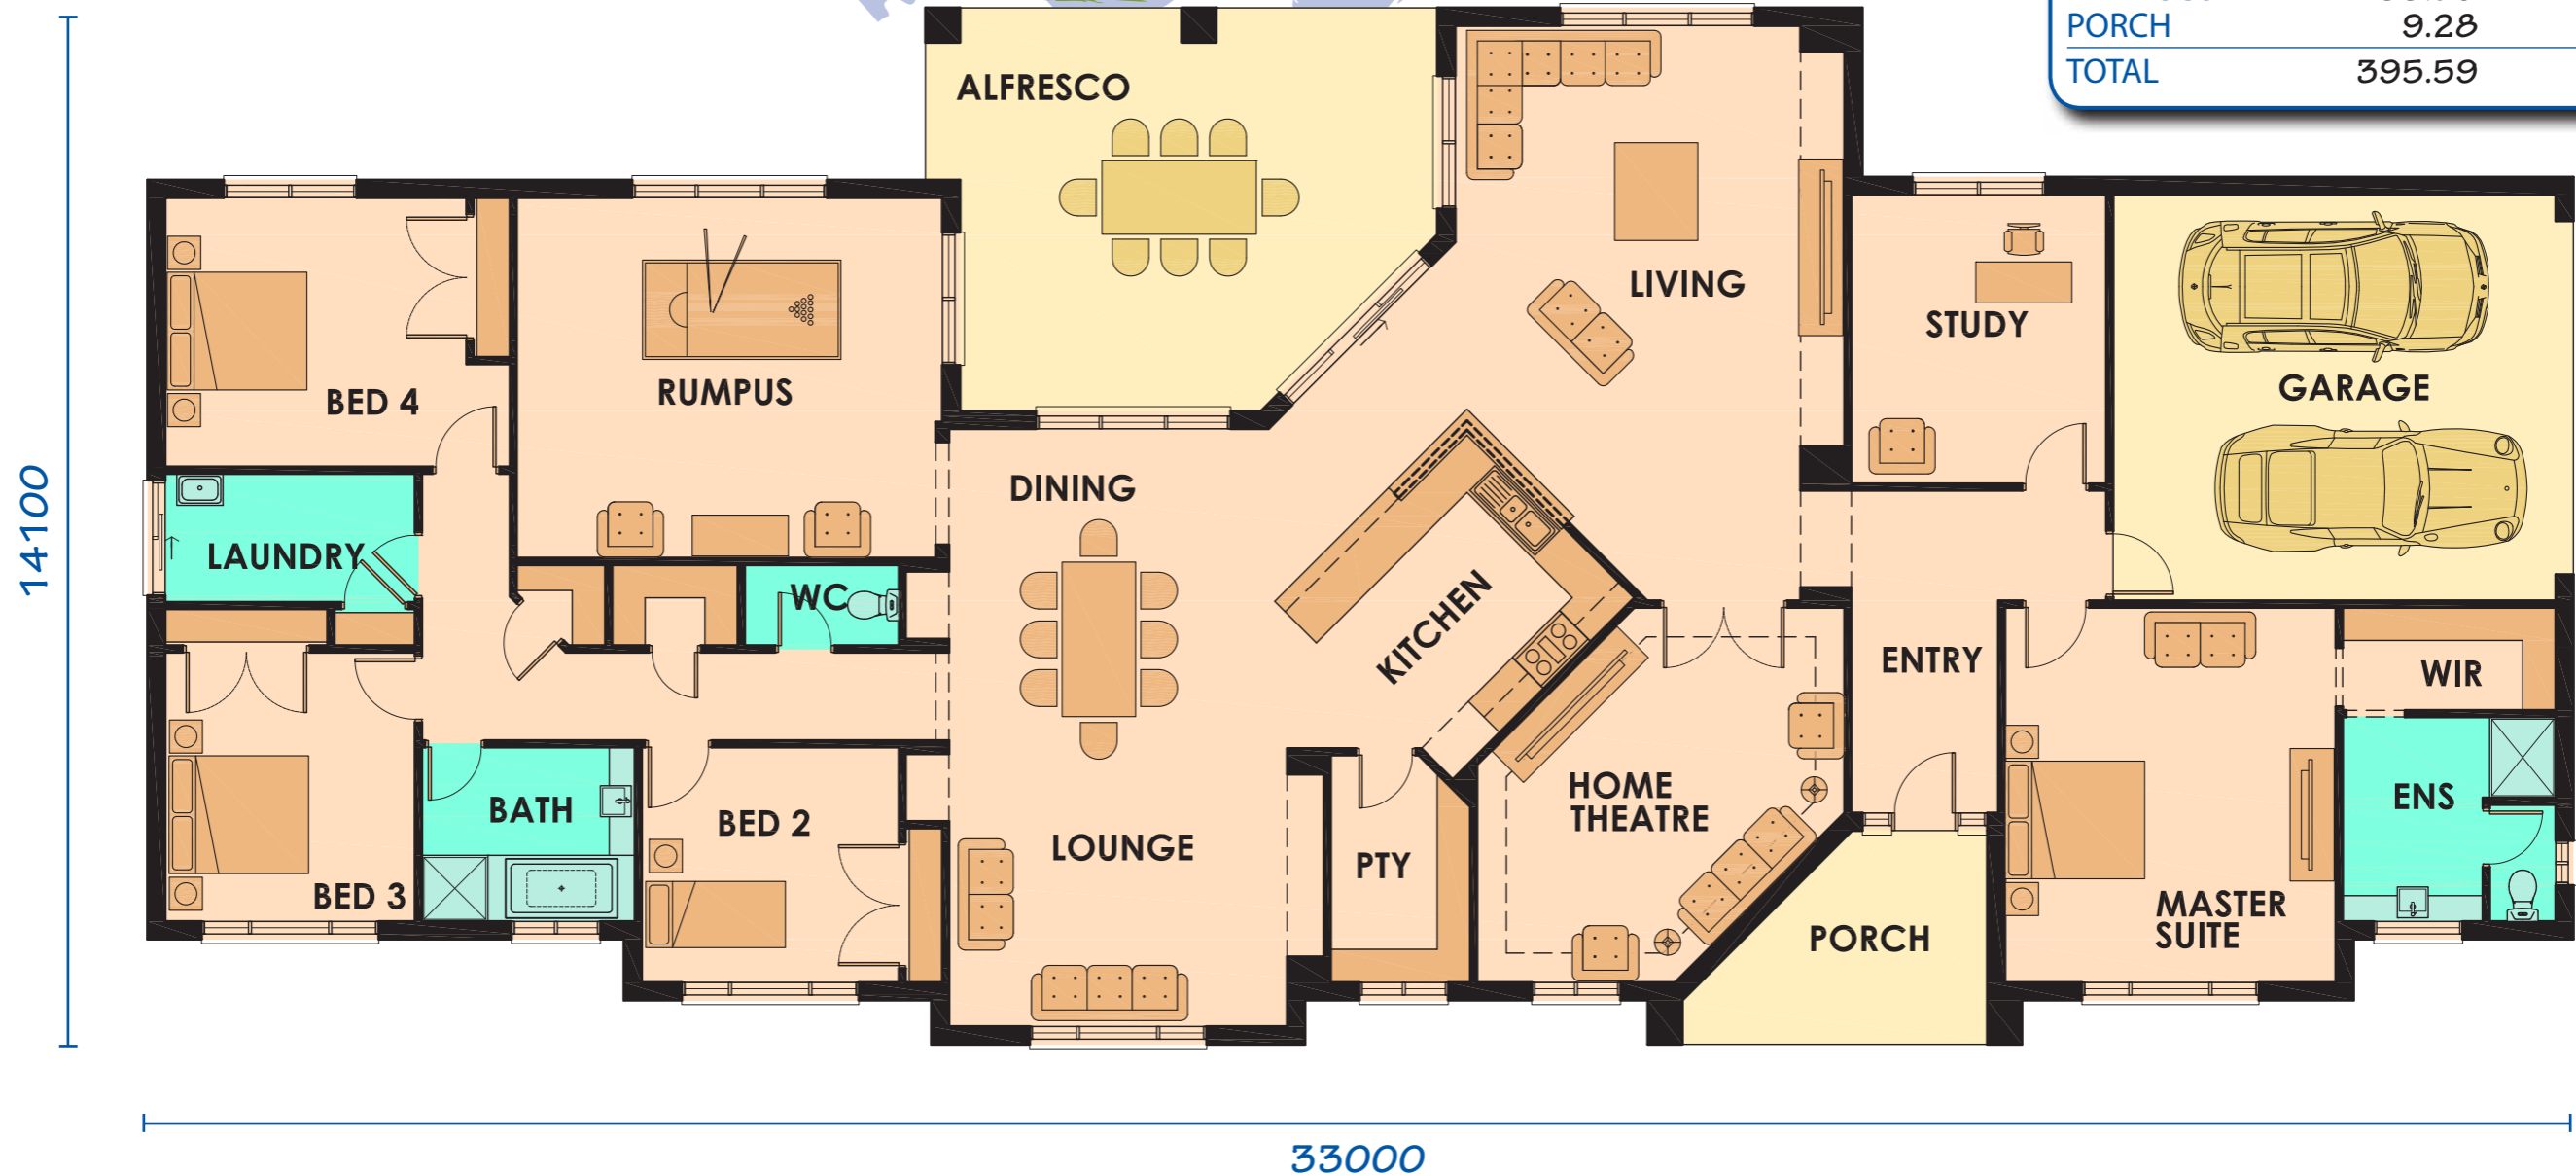 PORCH 9.28
TOTAL 395.59
ALFRESCO
LIVING
STUDY
GARAGE
BED 4
RUMPUS
DINING
14100
LAUNDRY
WC
KITCHEN
ENTRY
WIR
HOME
THEATRE
ENS
BATH
BED 2
LOUNGE
PTY
BED 3
MASTER
SUITE
PORCH
33000